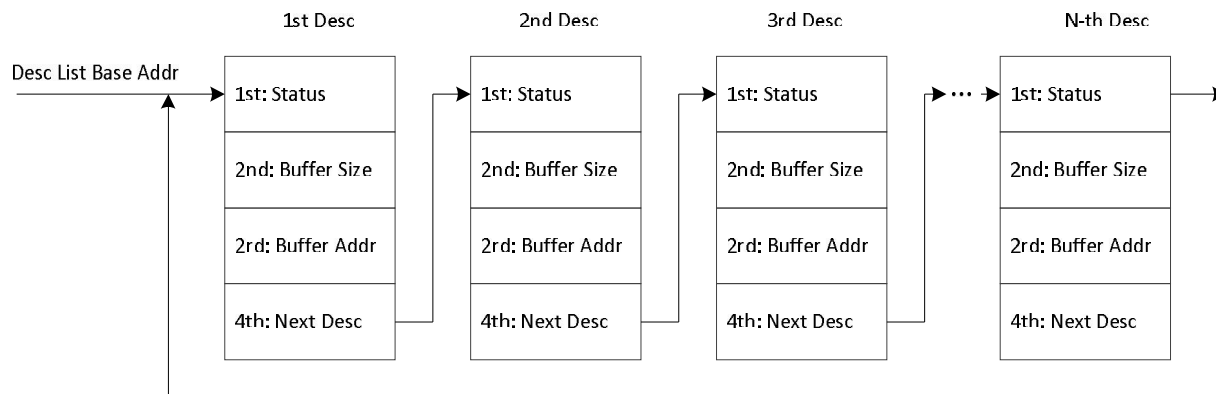 1st Desc
2nd Desc
3rd Desc
N-th Desc
Desc List Base Addr
1st: Status
2nd: Buffer Size
2rd: Buffer Addr
4th: Next Desc
1st: Status
2nd: Buffer Size
2rd: Buffer Addr
4th: Next Desc
1st: Status
2nd: Buffer Size
2rd: Buffer Addr
4th: Next Desc
...
1st: Status
2nd: Buffer Size
2rd: Buffer Addr
4th: Next Desc